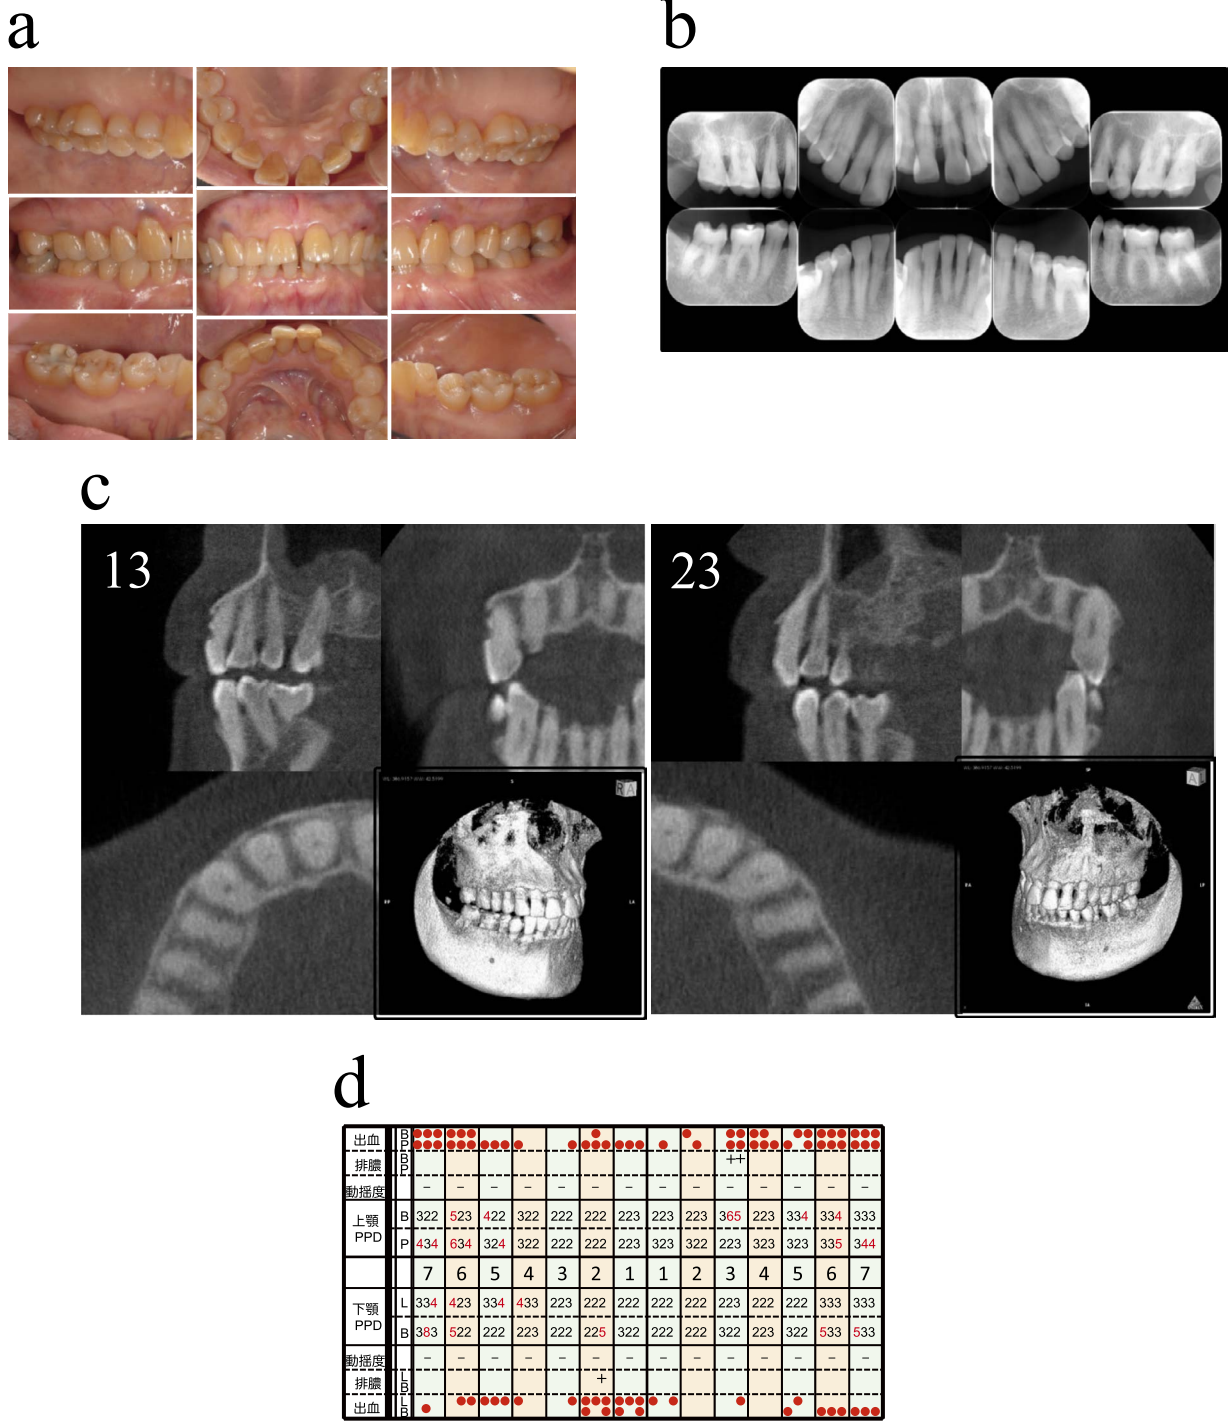 a
b
c
13
23
d
出血 B P
排膿 B P ++
動揺度 − − − − − − − − − − − − − −
上顎 PPD B 322 523 422 322 222 222 223 223 223 365 223 334 334 333
P 434 634 324 322 222 222 323 322 223 223 323 323 335 344
7 6 5 4 3 2 1 1 2 3 4 5 6 7
下顎 PPD L 334 423 334 433 223 222 222 222 222 223 222 222 333 333
B 383 522 222 223 222 225 322 222 222 322 223 322 533 533
動揺度 − − − − − − − − − − − − − −
排膿 L B +
出血 L B